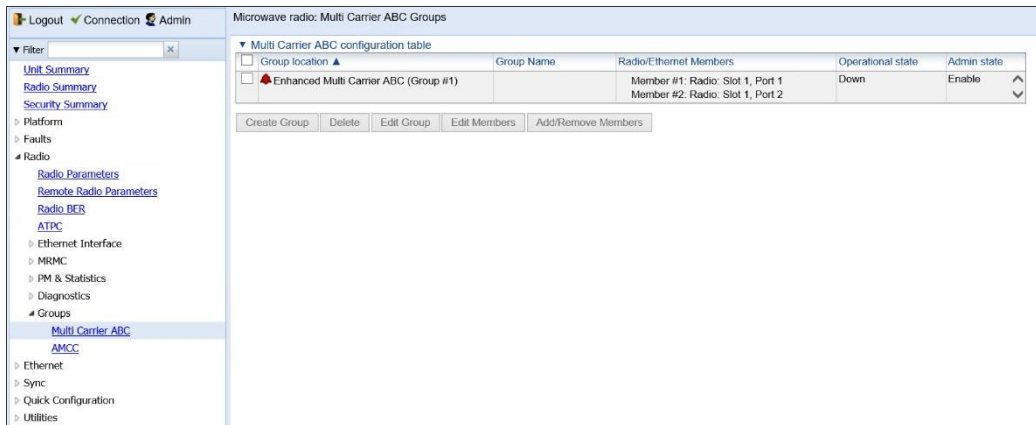 Logout Connection Admin
Filter
Unit Summary
Radio Summary
Security Summary
Platform
Faults
Radio
Radio Parameters
Remote Radio Parameters
Radio BER
ATPC
Ethernet Interface
MRMC
PM & Statistics
Diagnostics
Groups
Multi Carrier ABC
AMCC
Ethernet
Sync
Quick Configuration
Utilities
Microwave radio: Multi Carrier ABC Groups
Multi Carrier ABC configuration table
Group location Group Name Radio/Ethernet Members Operational state Admin state
Enhanced Multi Carrier ABC (Group #1) Member #1: Radio: Slot 1, Port 1 Down Enable
Member #2: Radio: Slot 1, Port 2
Create Group Delete Edit Group Edit Members Add/Remove Members